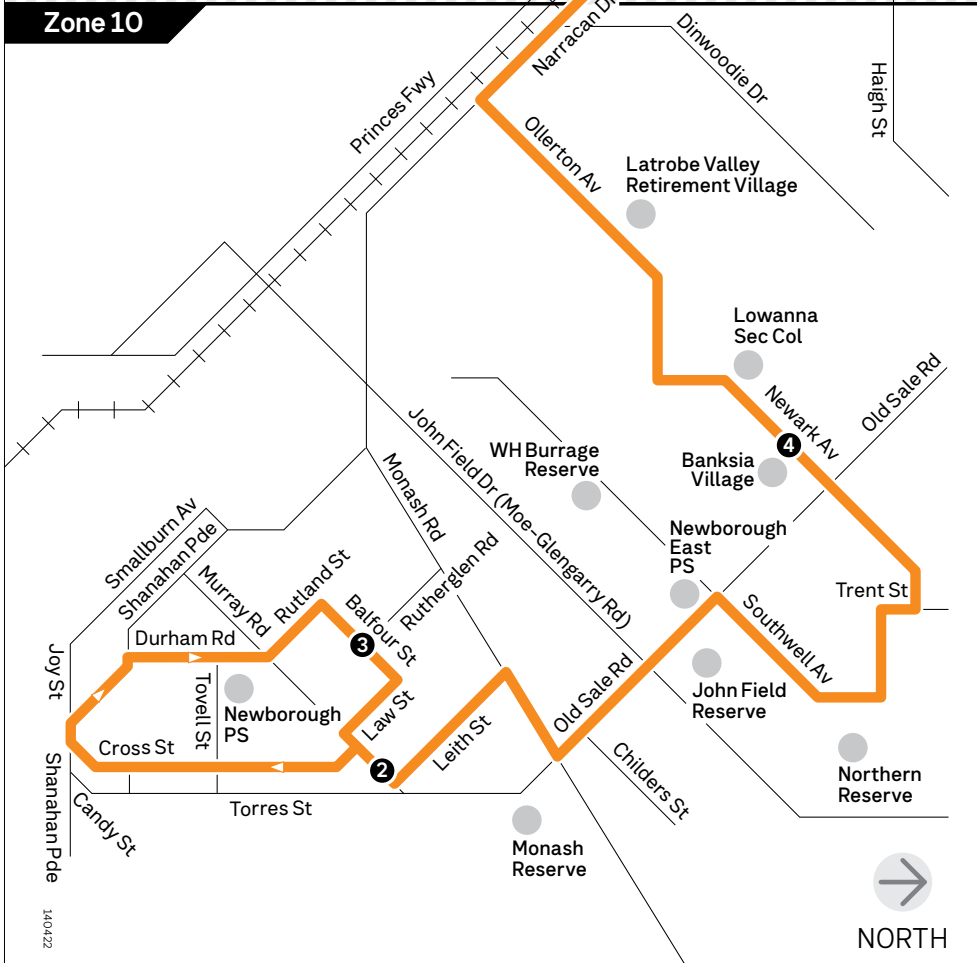 Zone 10
Narracan Dr
Dinwoodie Dr
Haigh St
Princes Fwy
Ollerton Av
Latrobe Valley
Retirement Village
Lowanna
Sec Col
Newark Av
Old Sale Rd
4
Banksia
Village
WH Burrage
Reserve
John Field Dr (Moe-Glengarry Rd)
Monash Rd
Newborough
East
PS
Trent St
Southwell Av
Smallburn Av
Shanahan Pde
Murray Rd
Rutland St
Balfour St
Rutherglen Rd
Durham Rd
3
Joy St
Tovell St
Newborough
PS
Law St
Leith St
Old Sale Rd
John Field
Reserve
Cross St
2
Childers St
Northern
Reserve
Shanahan Pde
Candy St
Torres St
Monash
Reserve
140422
NORTH